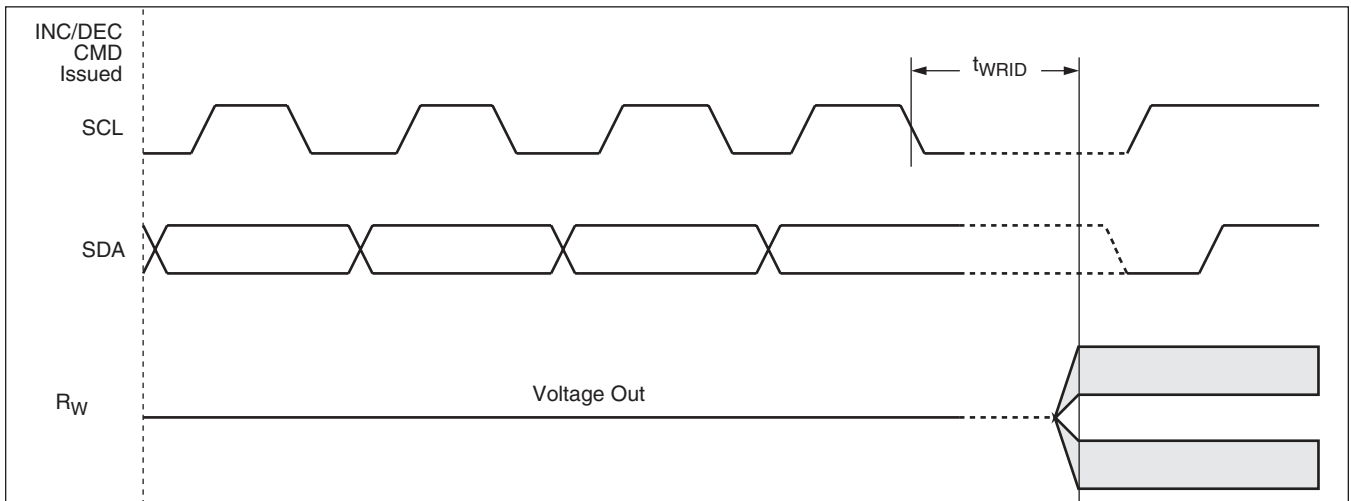 INC/DEC
CMD
Issued
tWRID
SCL
SDA
Voltage Out
RW